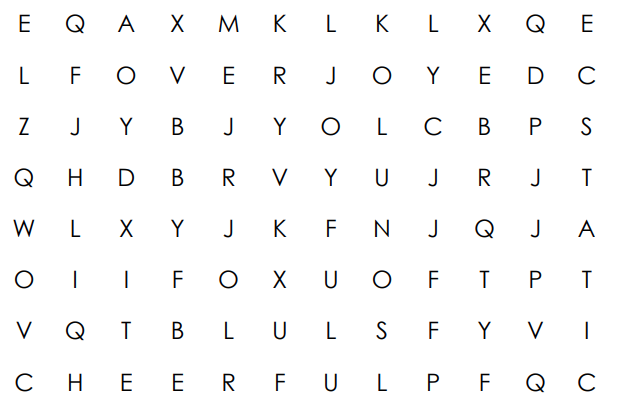 E Q A X M K L K L X Q E
L F O V E R J O Y E D C
Z J Y B J Y O L C B P S
Q H D B R V Y U J R J T
W L X Y J K F N J Q J A
O I I F O X U O F T P T
V Q T B L U L S F Y V I
C H E E R F U L P F Q C